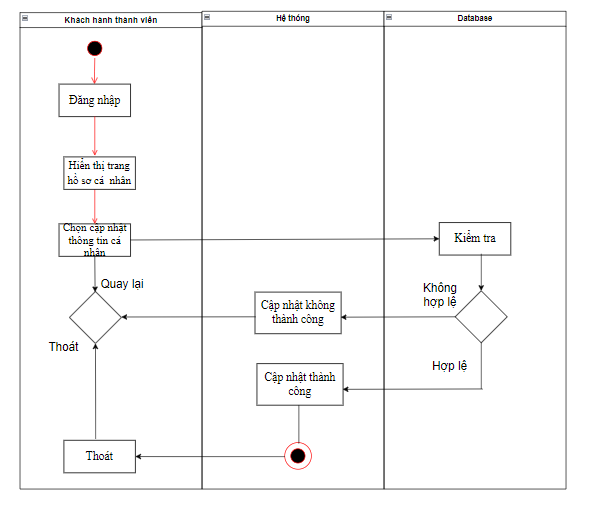 Khách hành thành viên
Hệ thống
Database
Đăng nhập
Hiển thị trang
hồ sơ cá nhân
Chọn cập nhật
thông tin cá
nhân
Kiểm tra
Quay lại
Không
hợp lệ
Cập nhật không
thành công
Thoát
Hợp lệ
Cập nhật thành
công
Thoát